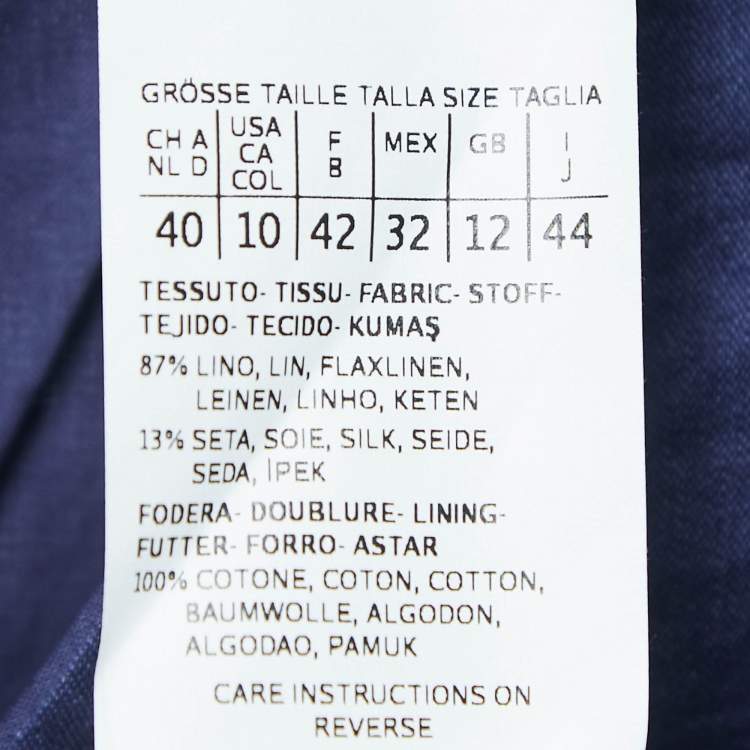 GRÖSSE TAILLE TALLA SIZE TAGLIA
CH A NL D USA CA COL F B MEX GB I J
40 10 42 32 12 44
TESSUTO- TISSU- FABRIC- STOFF-
TEJIDO- TECIDO- KUMAŞ
87% LINO, LIN, FLAXLINEN,
LEINEN, LINHO, KETEN
13% SETA, SOIE, SILK, SEIDE,
SEDA, İPEK
FODERA- DOUBLURE- LINING-
FUTTER- FORRO- ASTAR
100% COTONE, COTON, COTTON,
BAUMWOLLE, ALGODON,
ALGODAO, PAMUK
CARE INSTRUCTIONS ON
REVERSE